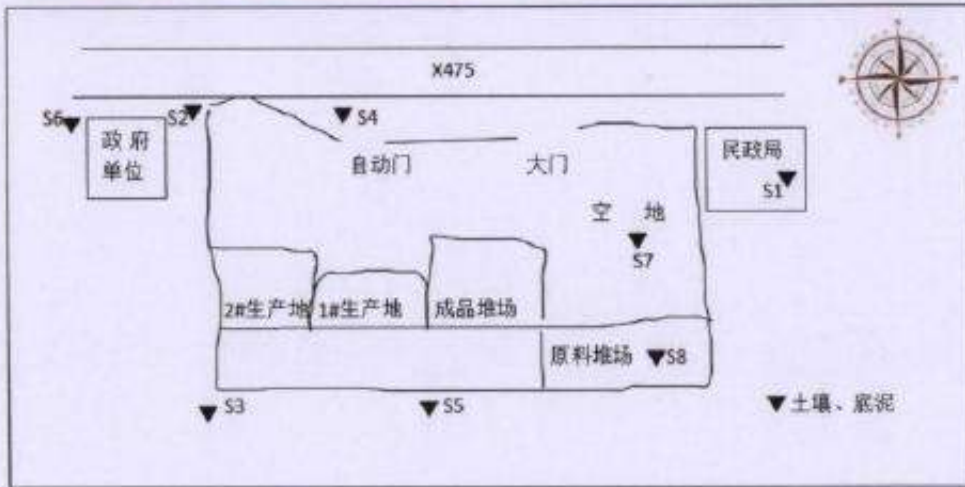 X475
S6
S2
S4
政府
单位
自动门
大门
民政局
S1
空 地
S7
2#生产地
1#生产地
成品堆场
原料堆场
S8
S3
S5
土壤、底泥